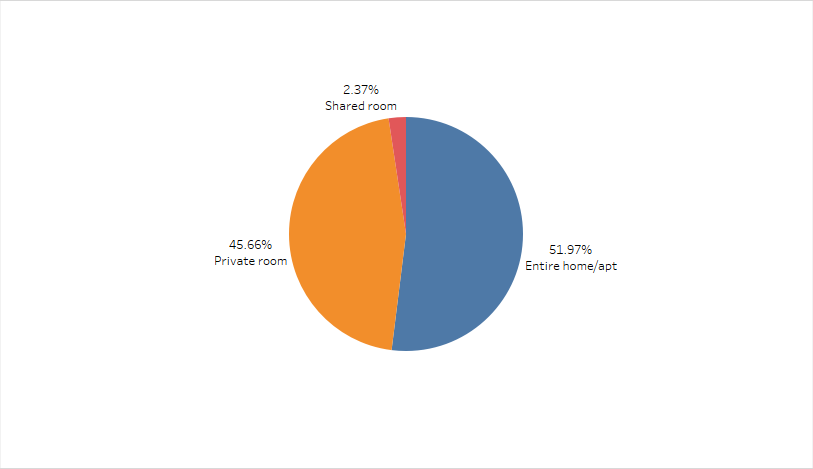 2.37%
Shared room
45.66%
Private room
51.97%
Entire home/apt